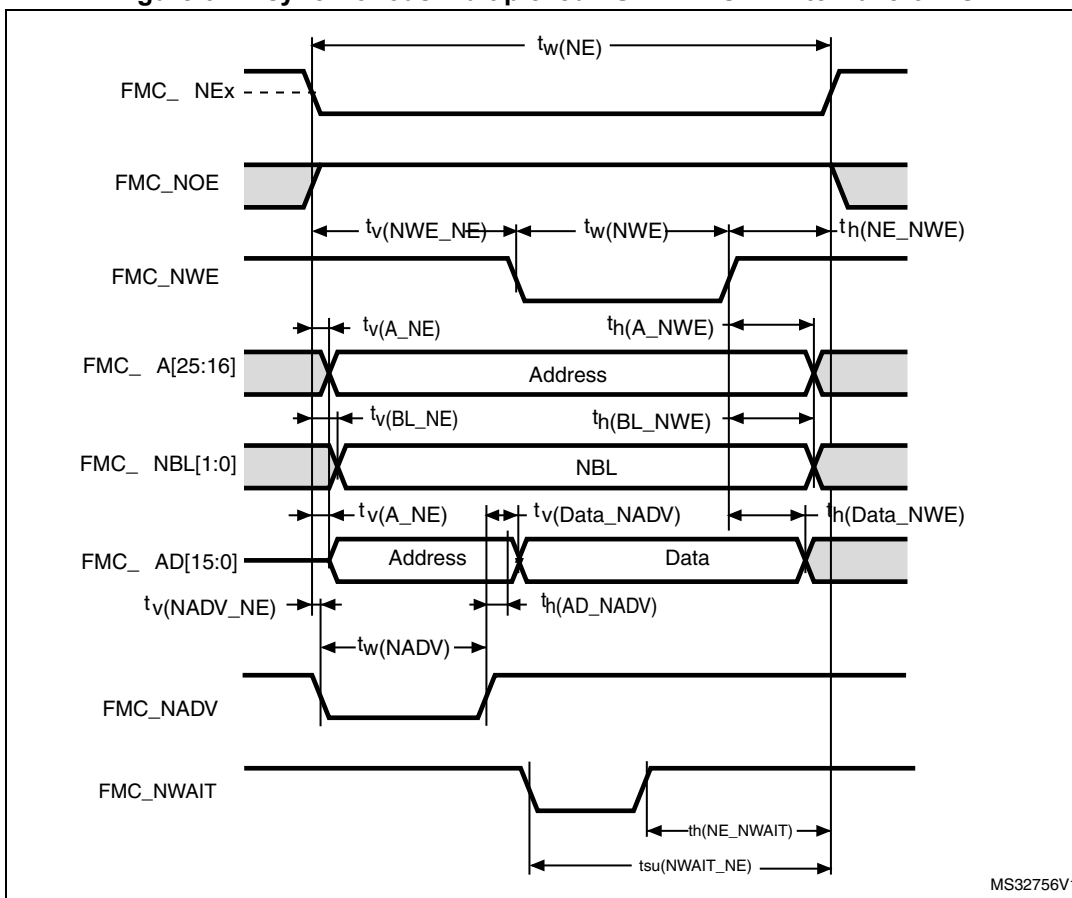 tw(NE)
FMC_ NEx
FMC_NOE
tv(NWE_NE)
tw(NWE)
th(NE_NWE)
FMC_NWE
tv(A_NE)
th(A_NWE)
FMC_ A[25:16]
Address
tv(BL_NE)
th(BL_NWE)
FMC_ NBL[1:0]
NBL
tv(A_NE)
tv(Data_NADV)
th(Data_NWE)
FMC_ AD[15:0]
Address
Data
tv(NADV_NE)
th(AD_NADV)
tw(NADV)
FMC_NADV
FMC_NWAIT
th(NE_NWAIT)
tsu(NWAIT_NE)